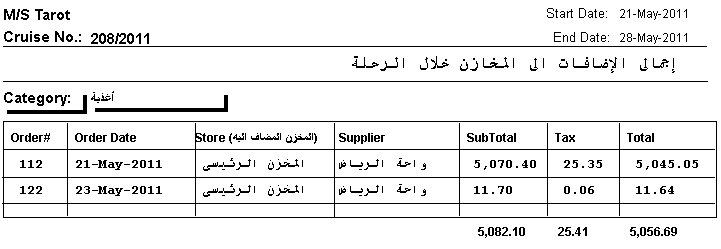 M/S Tarot Start Date: 21-May-2011
Cruise No.: 208/2011 End Date: 28-May-2011
إجمالى الإضافات الى المخازن خلال الرحلة
Category: أغذية
Order# Order Date Store (المخزن المضاف اليه) Supplier SubTotal Tax Total
112 21-May-2011 المخزن الرئيسى واحة الرياض 5,070.40 25.35 5,045.05
122 23-May-2011 المخزن الرئيسى واحة الرياض 11.70 0.06 11.64
5,082.10 25.41 5,056.69